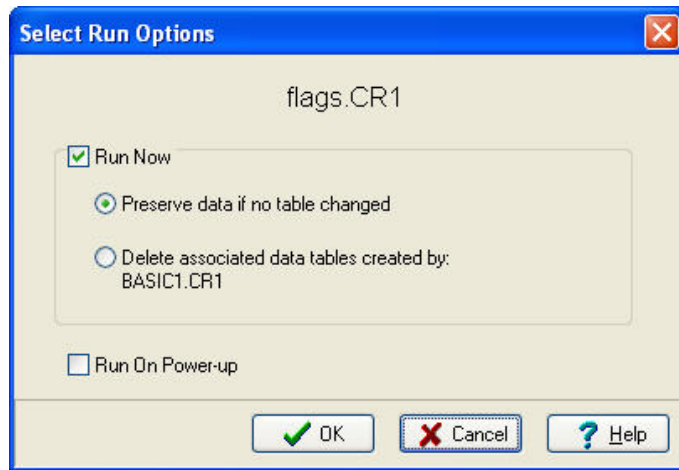 Select Run Options
flags.CR1
Run Now
Preserve data if no table changed
Delete associated data tables created by:
BASIC1.CR1
Run On Power-up
OK
Cancel
Help